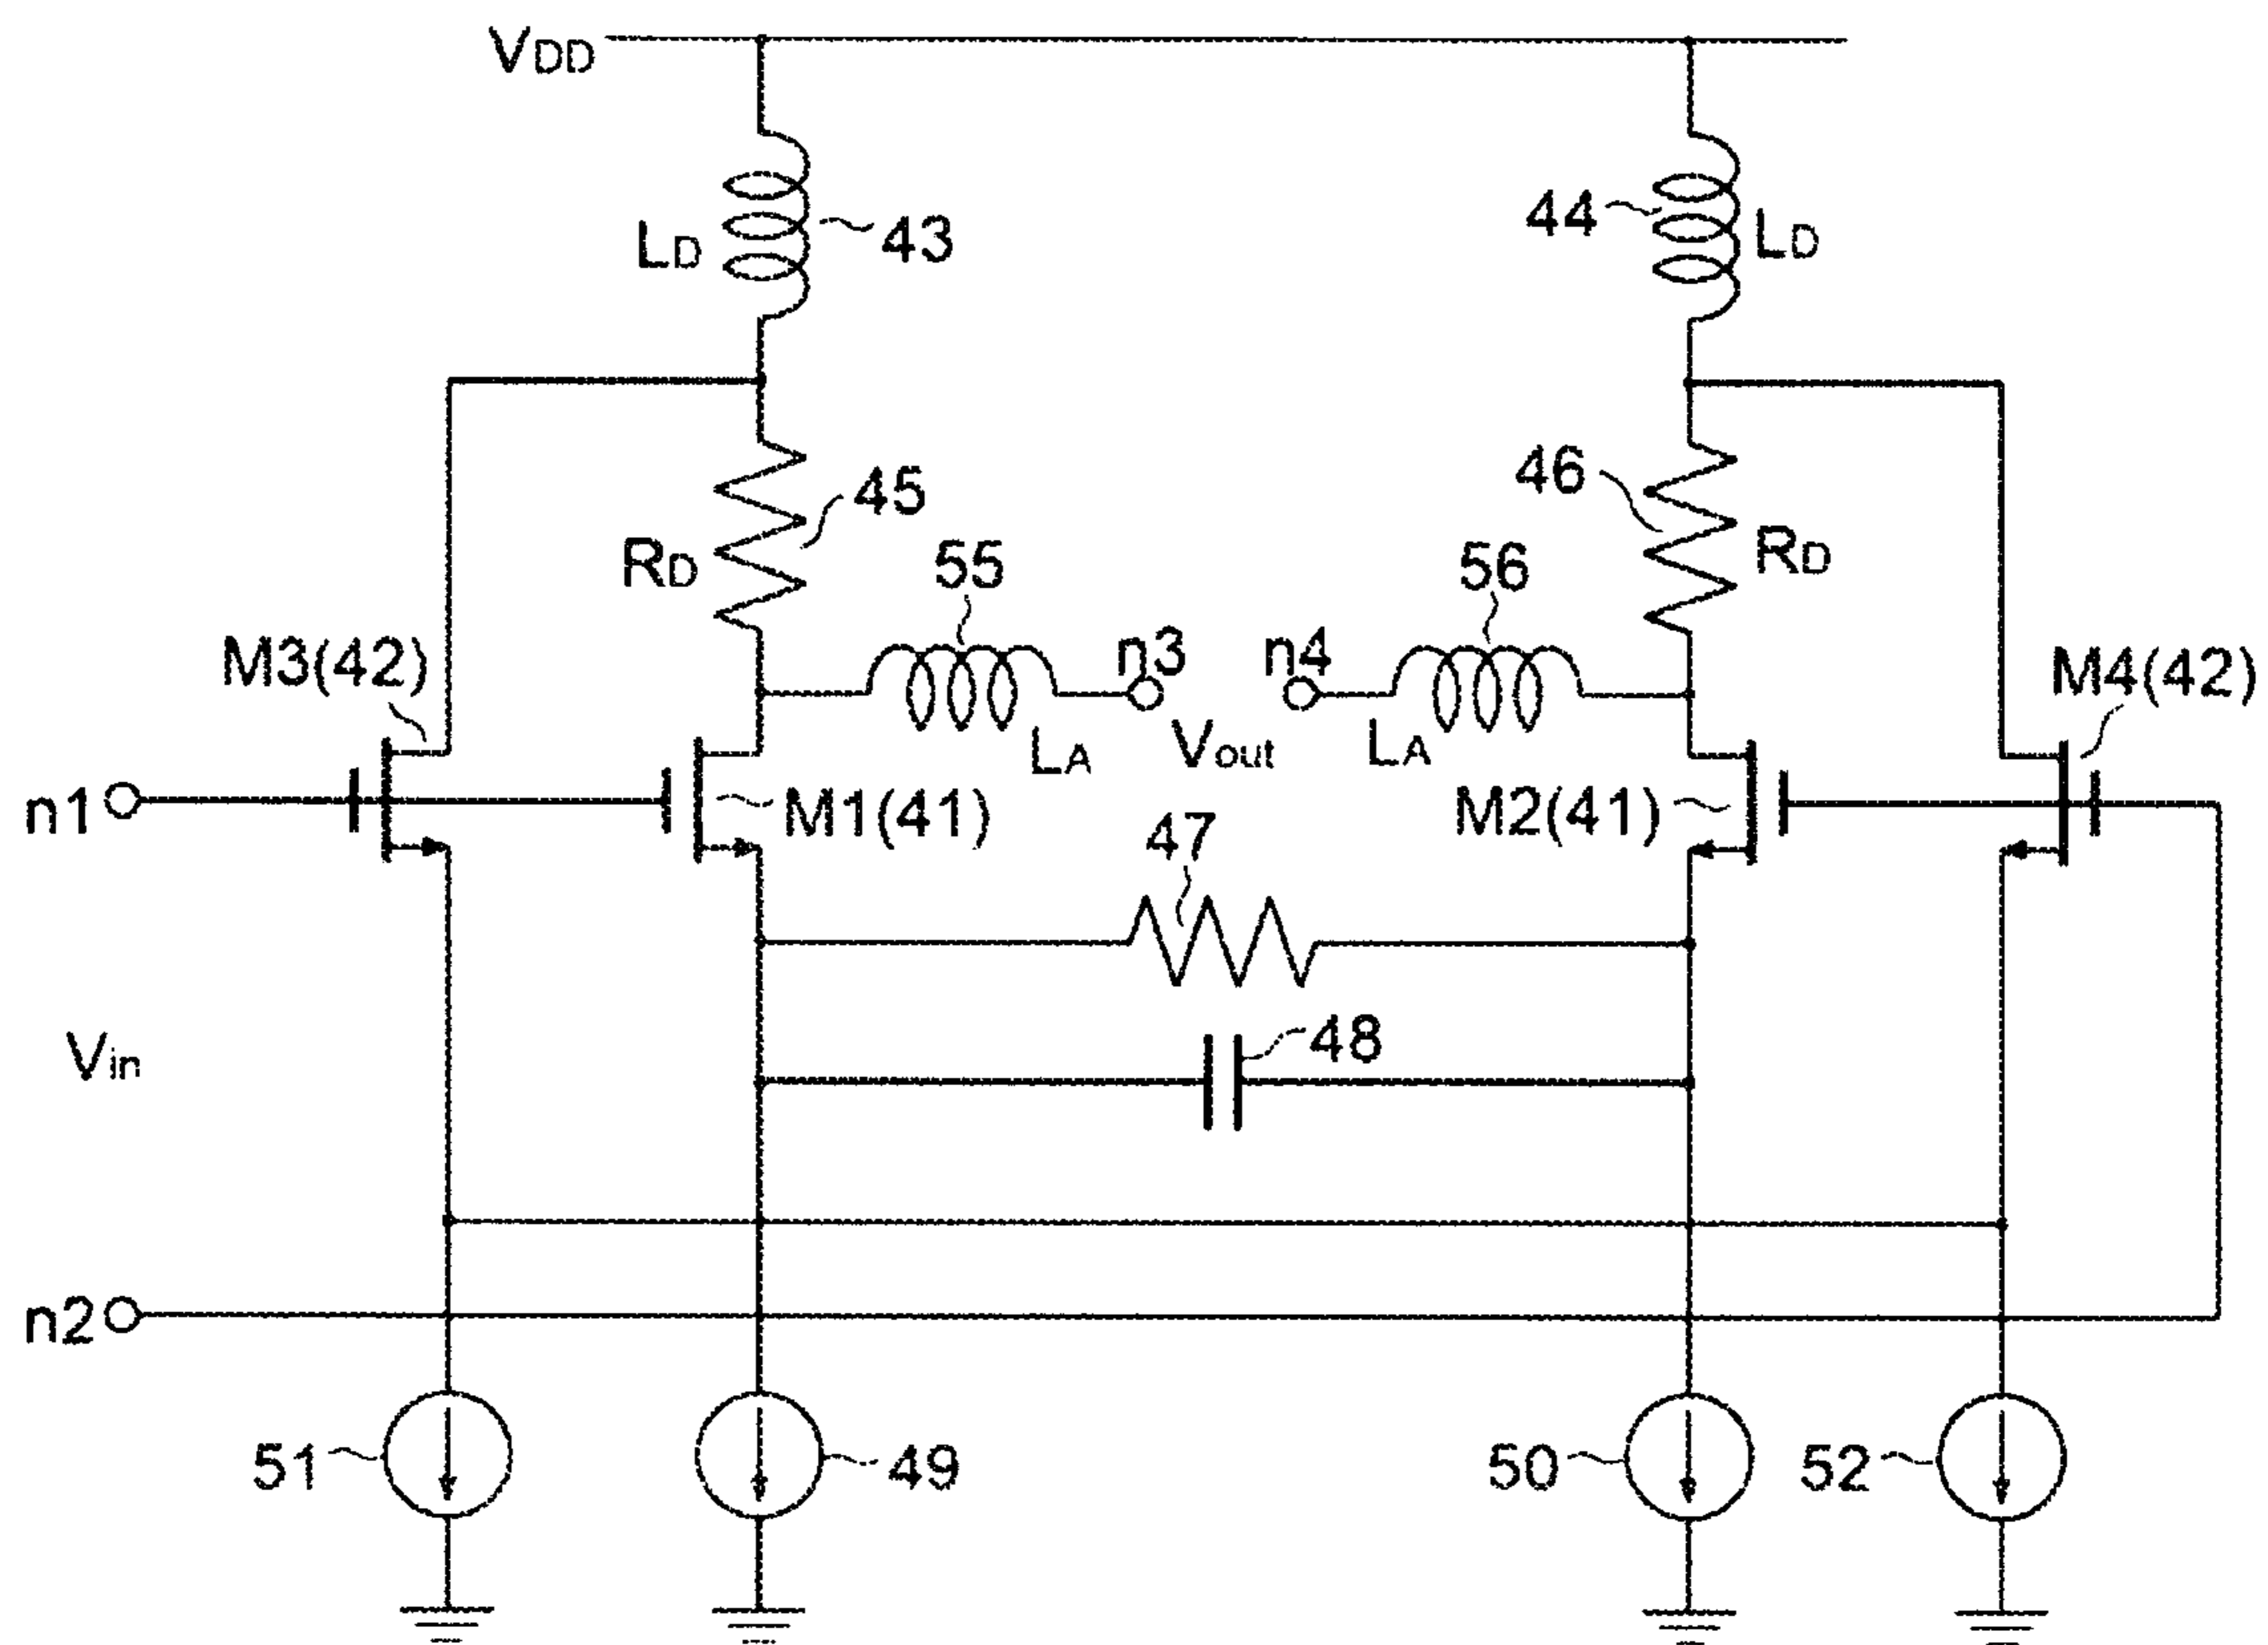 VDD
LD
43
44
LD
45
46
RD
55
56
RD
M3(42)
n3
n4
M4(42)
LA
Vout
LA
n1
M1(41)
M2(41)
47
48
Vin
n2
51
49
50
52